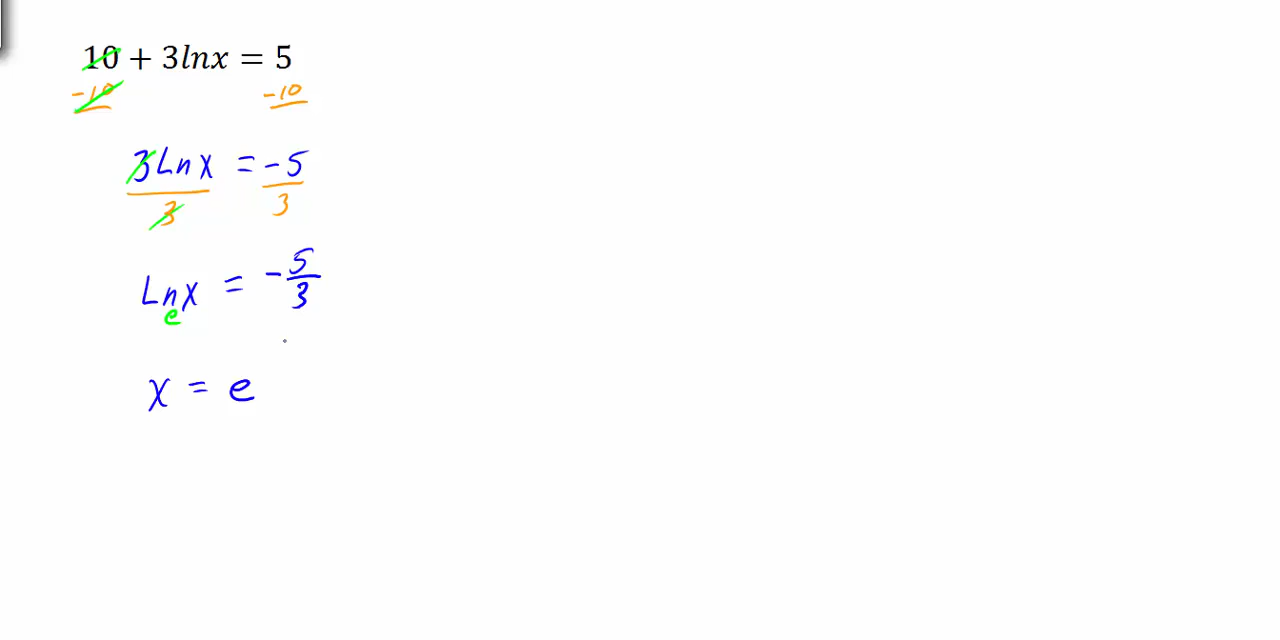 10 + 3lnx = 5
-10 -10
3Lnx = -5
3 3
Lnx = -5/3
e
x = e